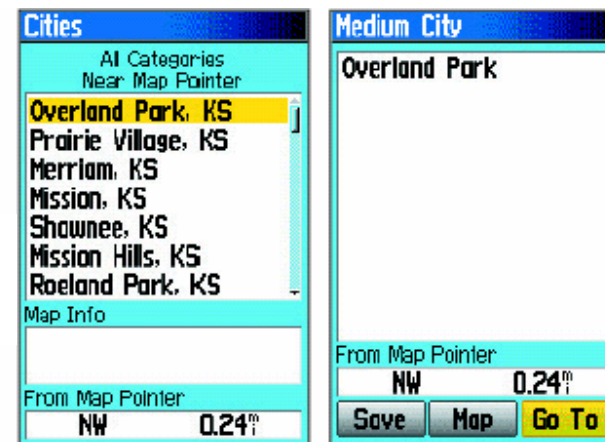 Cities
All Categories
Near Map Pointer
Overland Park, KS
Prairie Village, KS
Merriam, KS
Mission, KS
Shawnee, KS
Mission Hills, KS
Roeland Park, KS
Map Info
From Map Pointer
NW 0.24m
Medium City
Overland Park
From Map Pointer
NW 0.24m
Save Map Go To